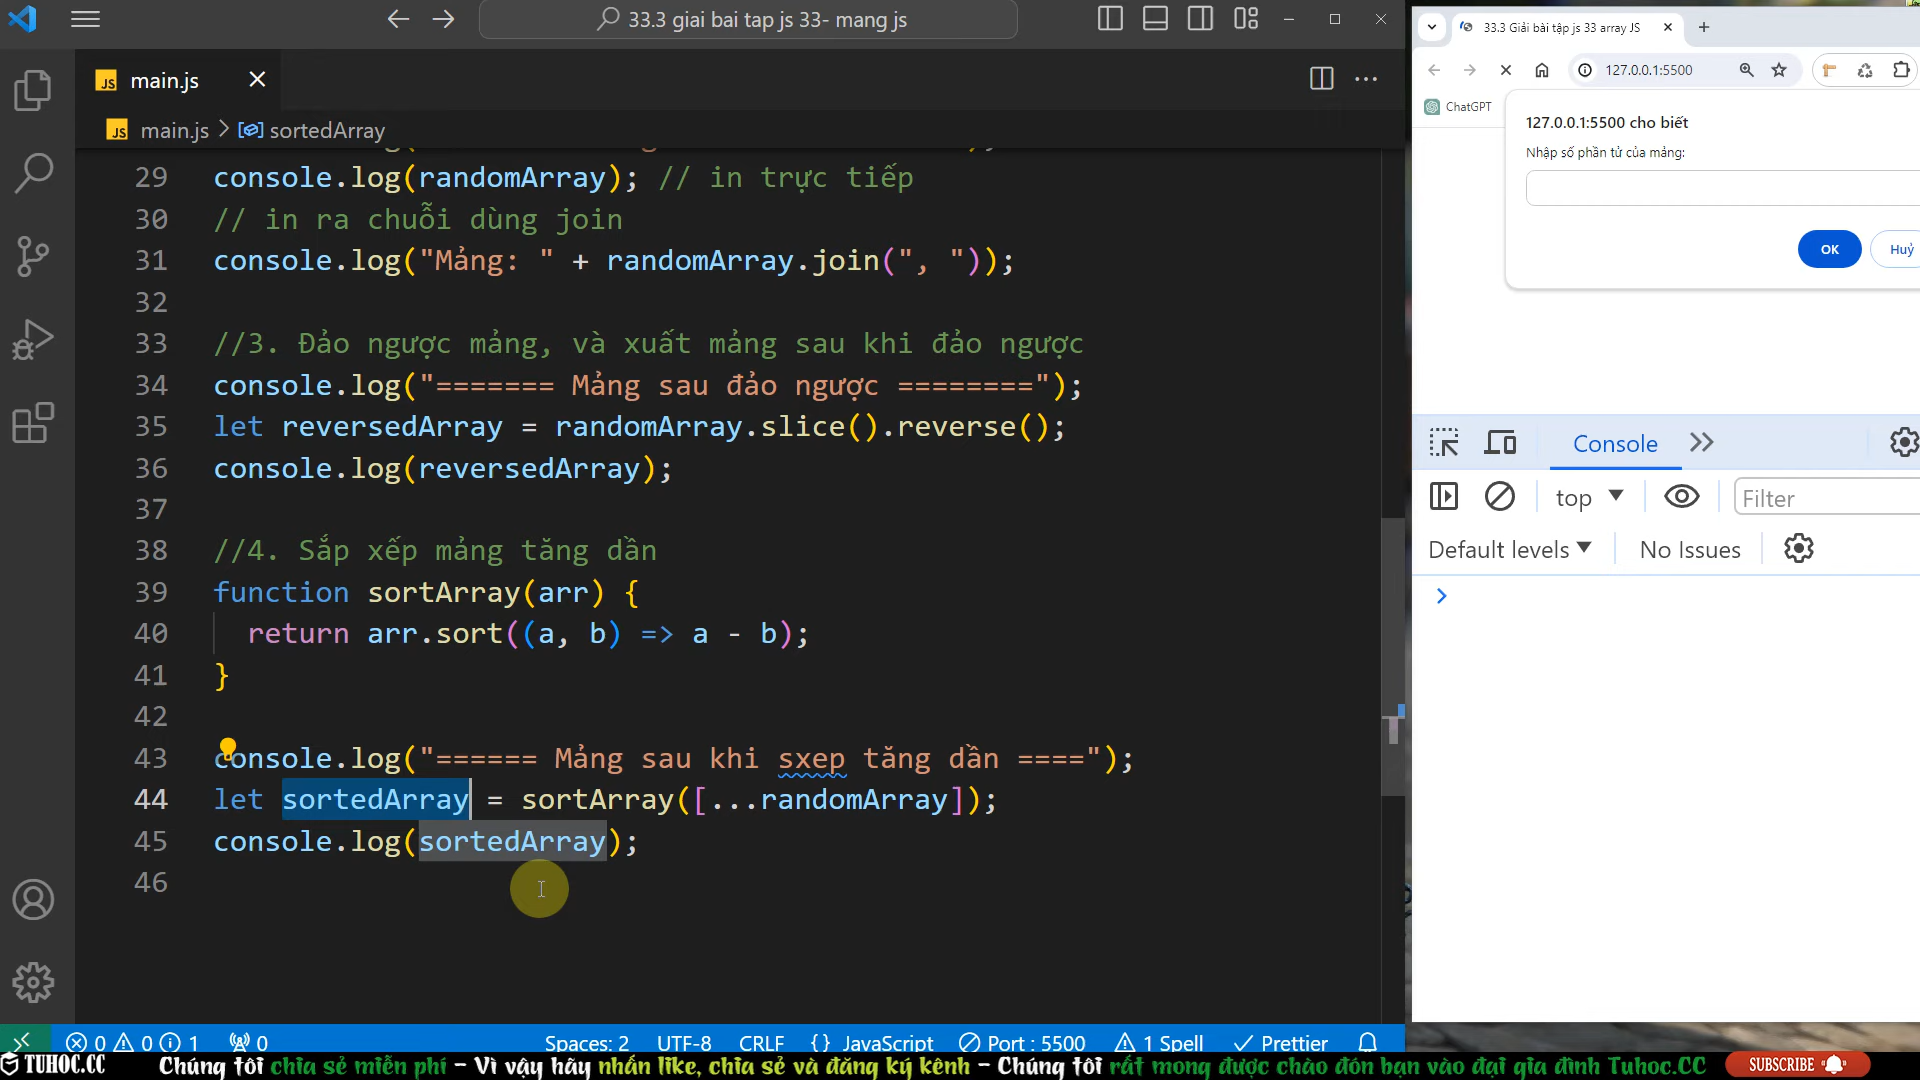 33.3 giai bai tap js 33- mang js
JS main.js
JS main.js > sortedArray
29 console.log(randomArray); // in trực tiếp
30 // in ra chuỗi dùng join
31 console.log("Mảng: " + randomArray.join(", "));
32
33 //3. Đảo ngược mảng, và xuất mảng sau khi đảo ngược
34 console.log("======= Mảng sau đảo ngược ========");
35 let reversedArray = randomArray.slice().reverse();
36 console.log(reversedArray);
37
38 //4. Sắp xếp mảng tăng dần
39 function sortArray(arr) {
40 return arr.sort((a, b) => a - b);
41 }
42
43 console.log("====== Mảng sau khi sxep tăng dần ====");
44 let sortedArray = sortArray([...randomArray]);
45 console.log(sortedArray);
46
0 0 1 0 Spaces: 2 UTF-8 CRLF {} JavaScript Port : 5500 1 Spell Prettier
33.3 Giải bài tập js 33 array JS
127.0.0.1:5500
ChatGPT
127.0.0.1:5500 cho biết
Nhập số phần tử của mảng:
OK Huỷ
Console
top Filter
Default levels No Issues
TUHOC.CC Chúng tôi chia sẻ miễn phí - Vì vậy hãy nhấn like, chia sẻ và đăng ký kênh - Chúng tôi rất mong được chào đón bạn vào đại gia đình Tuhoc.CC SUBSCRIBE